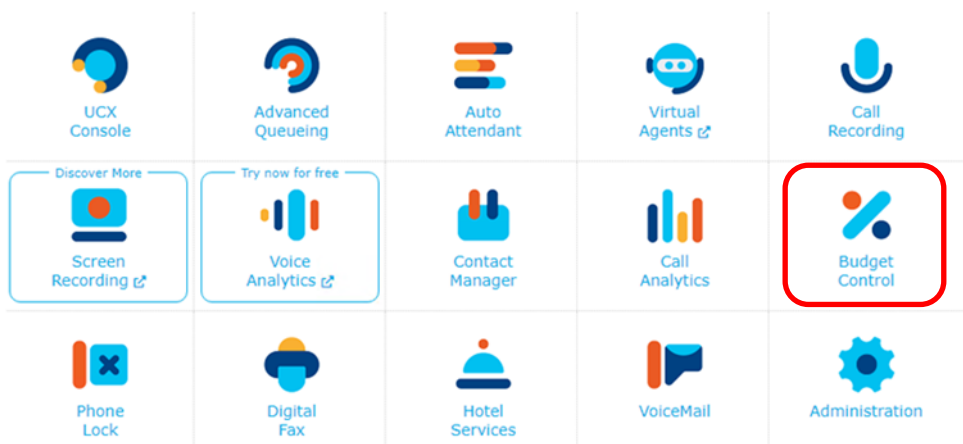 UCX
Console
Advanced
Queueing
Auto
Attendant
Virtual
Agents
Call
Recording
Discover More
Screen
Recording
Try now for free
Voice
Analytics
Contact
Manager
Call
Analytics
Budget
Control
Phone
Lock
Digital
Fax
Hotel
Services
VoiceMail
Administration